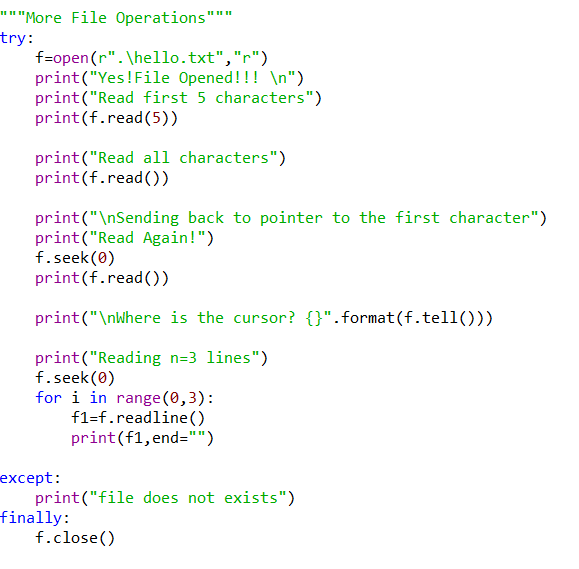 """More File Operations"""
try:
    f=open(r".\hello.txt","r")
    print("Yes!File Opened!!! \n")
    print("Read first 5 characters")
    print(f.read(5))

    print("Read all characters")
    print(f.read())

    print("\nSending back to pointer to the first character")
    print("Read Again!")
    f.seek(0)
    print(f.read())

    print("\nWhere is the cursor? {}".format(f.tell()))

    print("Reading n=3 lines")
    f.seek(0)
    for i in range(0,3):
        f1=f.readline()
        print(f1,end="")

except:
    print("file does not exists")
finally:
    f.close()